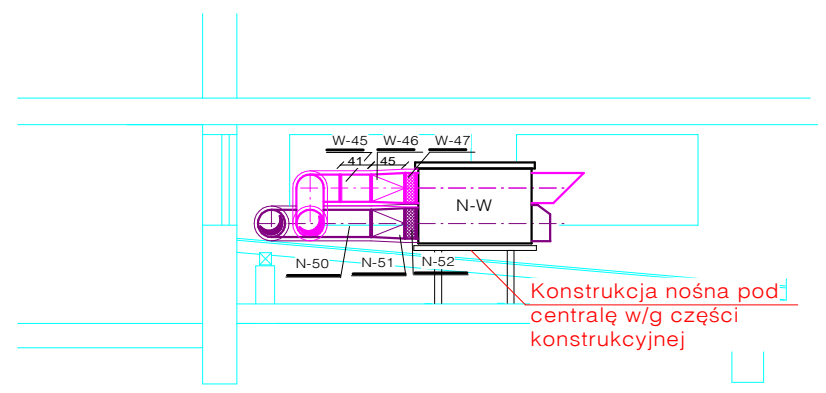 W-45 W-46 W-47
41 45
N-W
N-50 N-51 N-52
Konstrukcja nośna pod
centralę w/g części
konstrukcyjnej